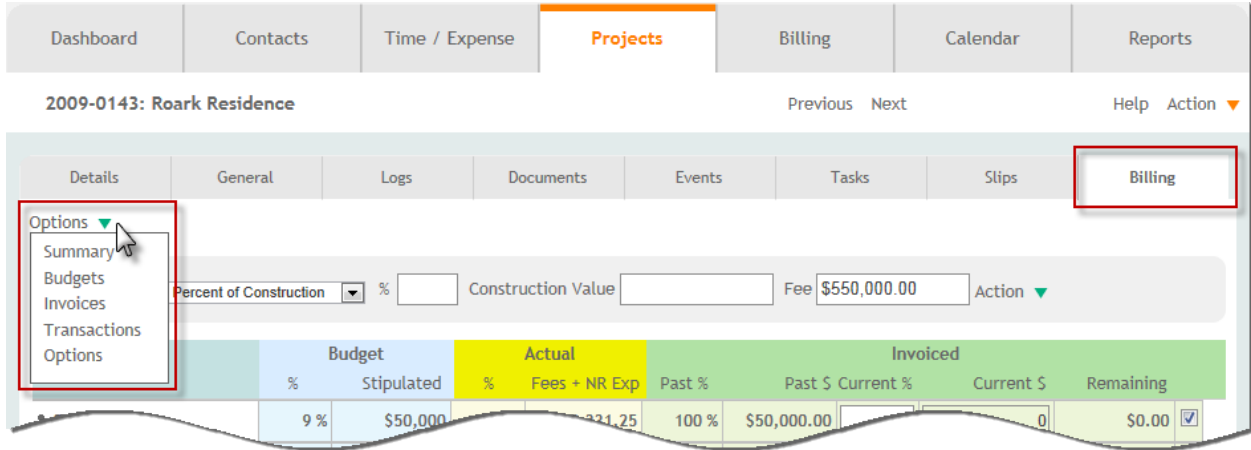 Dashboard Contacts Time / Expense Projects Billing Calendar Reports
2009-0143: Roark Residence Previous Next Help Action
Details General Logs Documents Events Tasks Slips Billing
Options
Summary
Budgets
Invoices
Transactions
Options
Percent of Construction % Construction Value Fee $550,000.00 Action
Budget Actual Invoiced
% Stipulated % Fees + NR Exp Past % Past $ Current % Current $ Remaining
9 % $50,000 331.25 100 % $50,000.00 0 $0.00